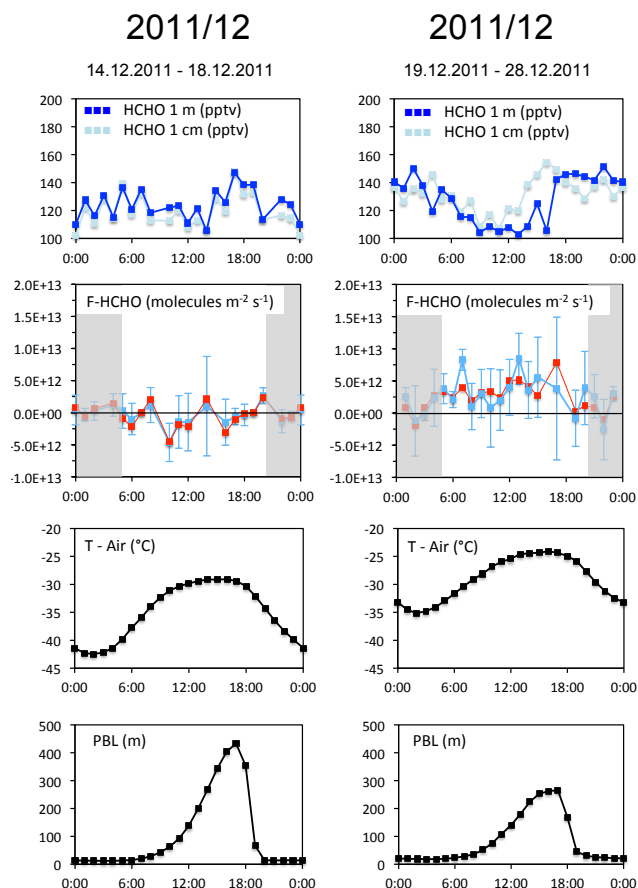 2011/12 2011/12
14.12.2011 - 18.12.2011 19.12.2011 - 28.12.2011
200 200
HCHO 1 m (pptv) HCHO 1 m (pptv)
180 180
HCHO 1 cm (pptv) HCHO 1 cm (pptv)
160 160
140 140
120 120
100 100
0:00 6:00 12:00 18:00 0:00 0:00 6:00 12:00 18:00 0:00
2.0E+13 2.0E+13
F-HCHO (molecules m-2 s-1) F-HCHO (molecules m-2 s-1)
1.5E+13 1.5E+13
1.0E+13 1.0E+13
5.0E+12 5.0E+12
0.0E+00 0.0E+00
-5.0E+12 -5.0E+12
-1.0E+13 -1.0E+13
0:00 6:00 12:00 18:00 0:00 0:00 6:00 12:00 18:00 0:00
-20 -20
T - Air (°C) T - Air (°C)
-25 -25
-30 -30
-35 -35
-40 -40
-45 -45
0:00 6:00 12:00 18:00 0:00 0:00 6:00 12:00 18:00 0:00
500 500
PBL (m) PBL (m)
400 400
300 300
200 200
100 100
0 0
0:00 6:00 12:00 18:00 0:00 0:00 6:00 12:00 18:00 0:00